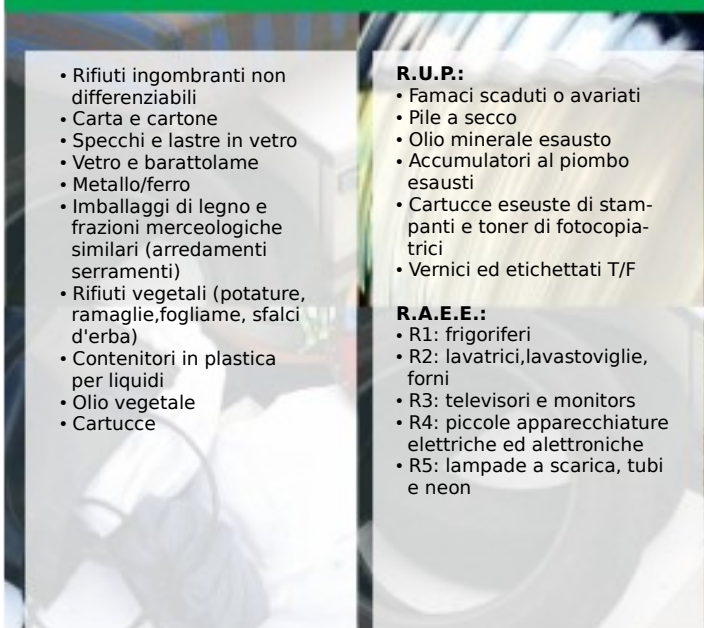 • Rifiuti ingombranti non
differenziabili
• Carta e cartone
• Specchi e lastre in vetro
• Vetro e barattolame
• Metallo/ferro
• Imballaggi di legno e
frazioni merceologiche
similari (arredamenti
serramenti)
• Rifiuti vegetali (potature,
ramaglie,fogliame, sfalci
d'erba)
• Contenitori in plastica
per liquidi
• Olio vegetale
• Cartucce
R.U.P.:
• Famaci scaduti o avariati
• Pile a secco
• Olio minerale esausto
• Accumulatori al piombo
esausti
• Cartucce eseuste di stam-
panti e toner di fotocopia-
trici
• Vernici ed etichettati T/F
R.A.E.E.:
• R1: frigoriferi
• R2: lavatrici,lavastoviglie,
forni
• R3: televisori e monitors
• R4: piccole apparecchiature
elettriche ed alettroniche
• R5: lampade a scarica, tubi
e neon